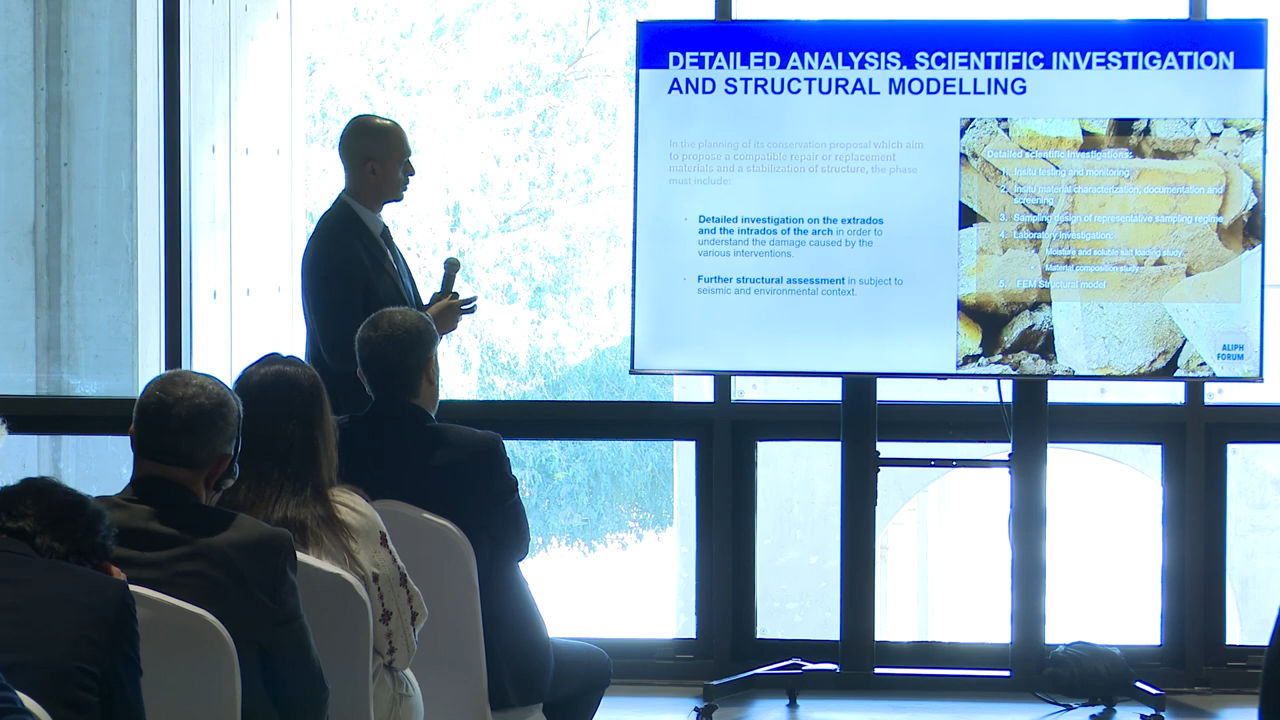 DETAILED ANALYSIS, SCIENTIFIC INVESTIGATION
AND STRUCTURAL MODELLING
In the planning of its conservation proposal which aim
to propose a compatible repair or replacement
materials and a stabilization of structure, the phase
must include:
· Detailed investigation on the extrados
and the intrados of the arch in order to
understand the damage caused by the
various interventions.
· Further structural assessment in subject to
seismic and environmental context.
Detailed scientific investigations:
1. Insitu testing and monitoring
2. Insitu material characterization, documentation and
screening
3. Sampling design of representative sampling regime
4. Laboratory investigation:
• Moisture and soluble salt loading study
• Material composition study
5. FEM Structural model
ALIPH
FORUM